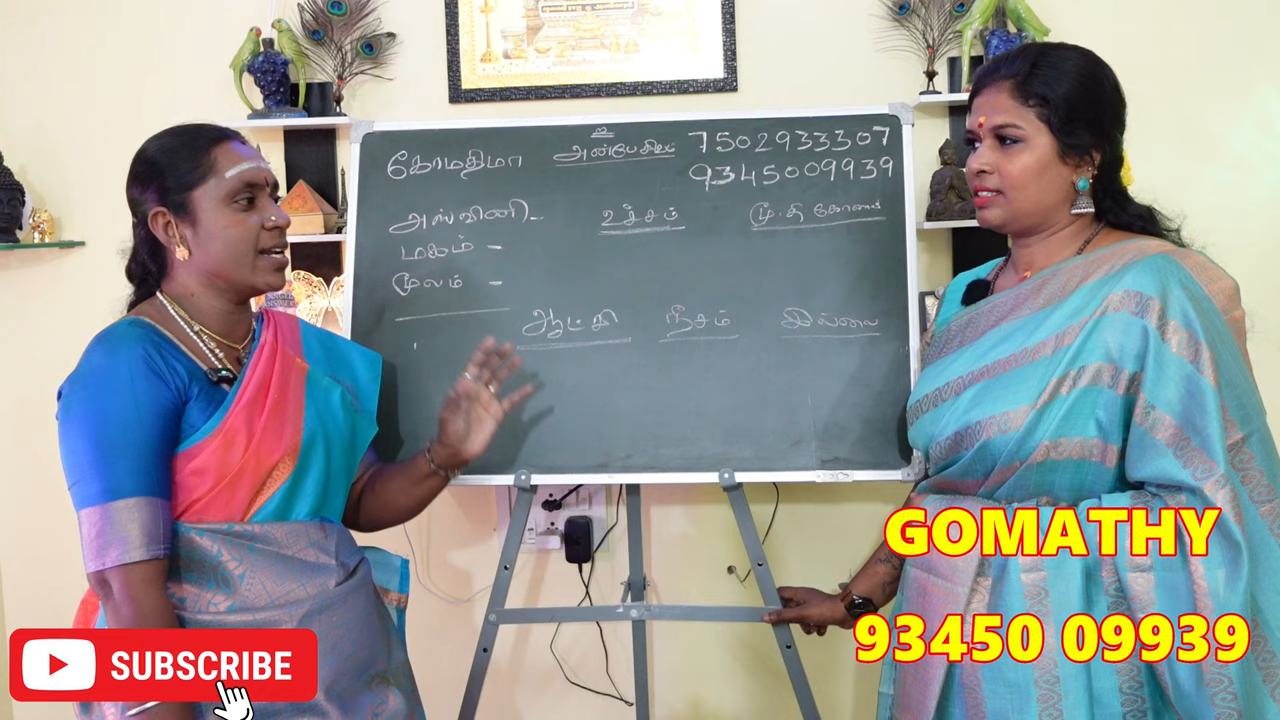 உ
கோமதிமா அன்பே சிவம் 7502933307
9345009939
அஸ்வினி - உச்சம் மூ.தி கோணம்
மகம் -
மூலம் -
ஆட்சி நீசம் இல்லை
GOMATHY
93450 09939
SUBSCRIBE